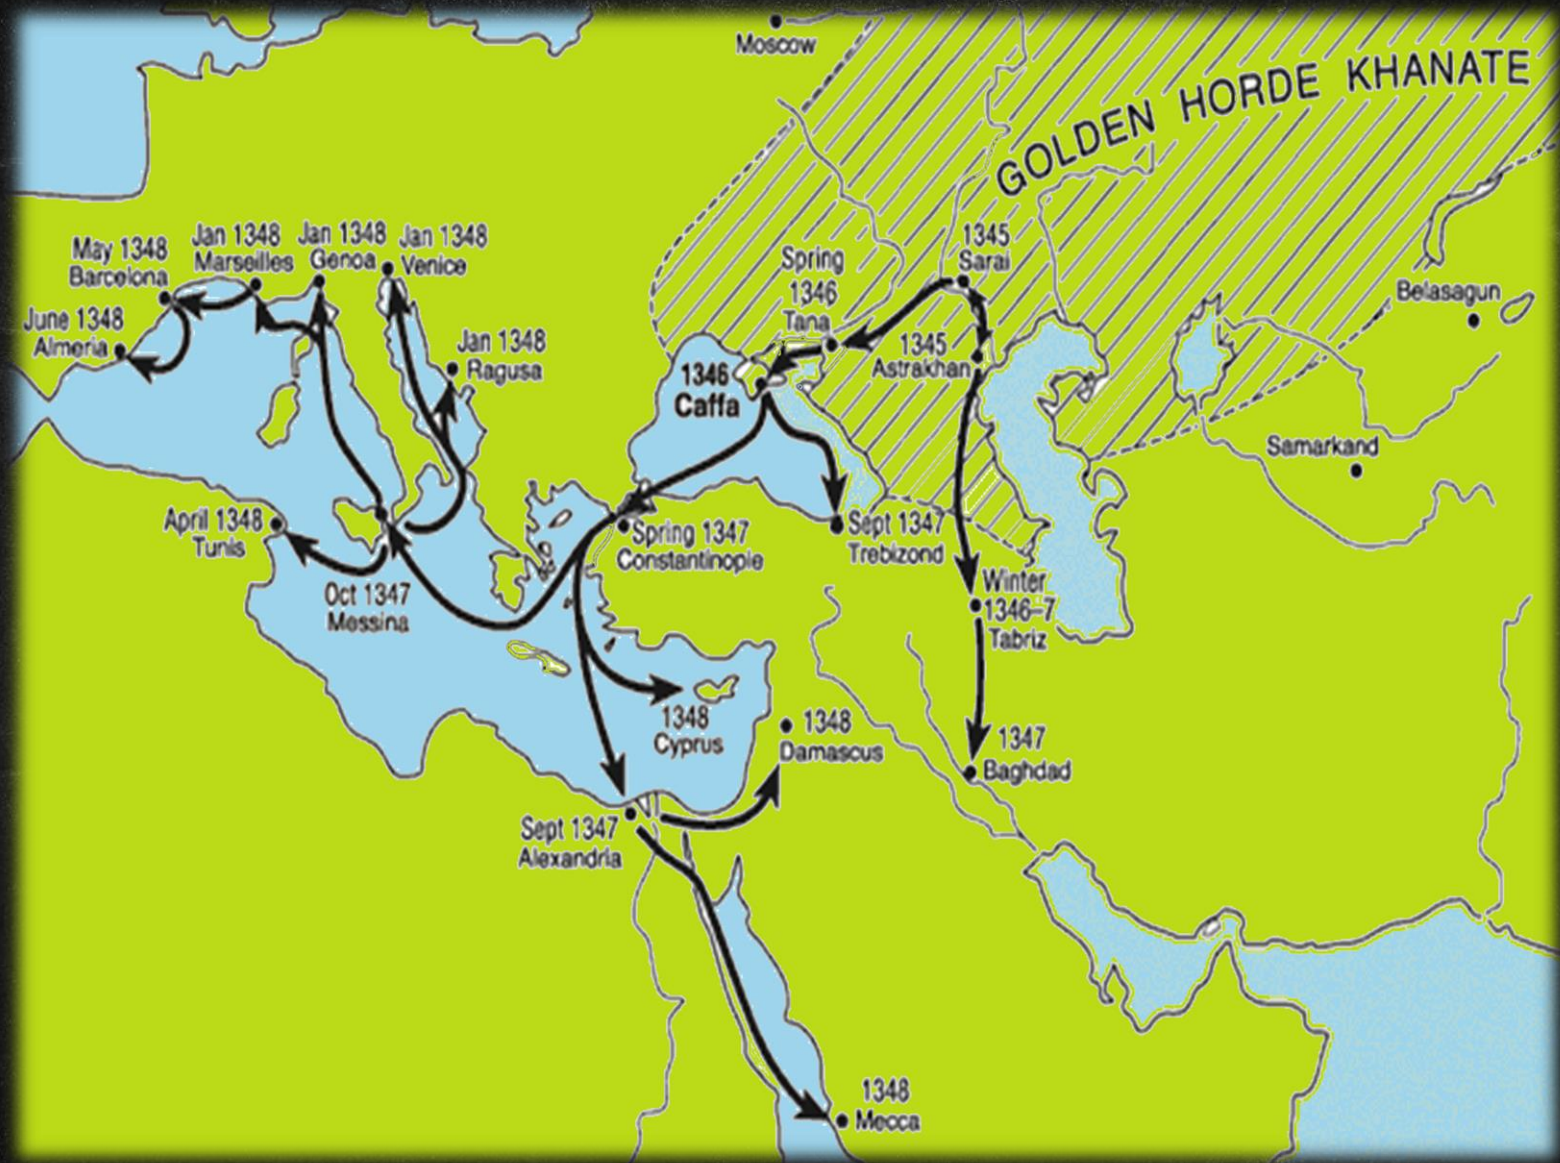 Moscow
GOLDEN HORDE KHANATE
May 1348
Barcelona
Jan 1348
Marseilles
Jan 1348
Genoa
Jan 1348
Venice
June 1348
Almeria
Jan 1348
Ragusa
Spring
1346
Tana
1345
Sarai
1345
Astrakhan
Belasagun
1346
Caffa
Samarkand
April 1348
Tunis
Oct 1347
Messina
Spring 1347
Constantinople
Sept 1347
Trebizond
Winter
1346–7
Tabriz
1348
Cyprus
1348
Damascus
1347
Baghdad
Sept 1347
Alexandria
1348
Mecca